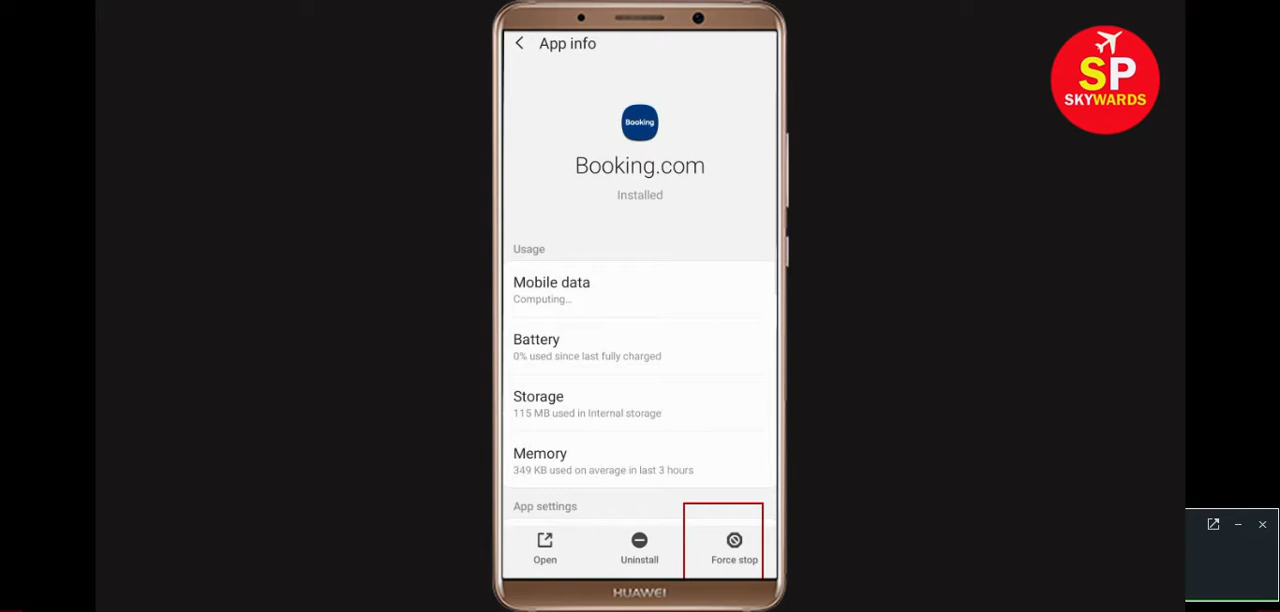 App info
SP
SKYWARDS
Booking
Booking.com
Installed
Usage
Mobile data
Computing...
Battery
0% used since last fully charged
Storage
115 MB used in Internal storage
Memory
349 KB used on average in last 3 hours
App settings
Open
Uninstall
Force stop
HUAWEI